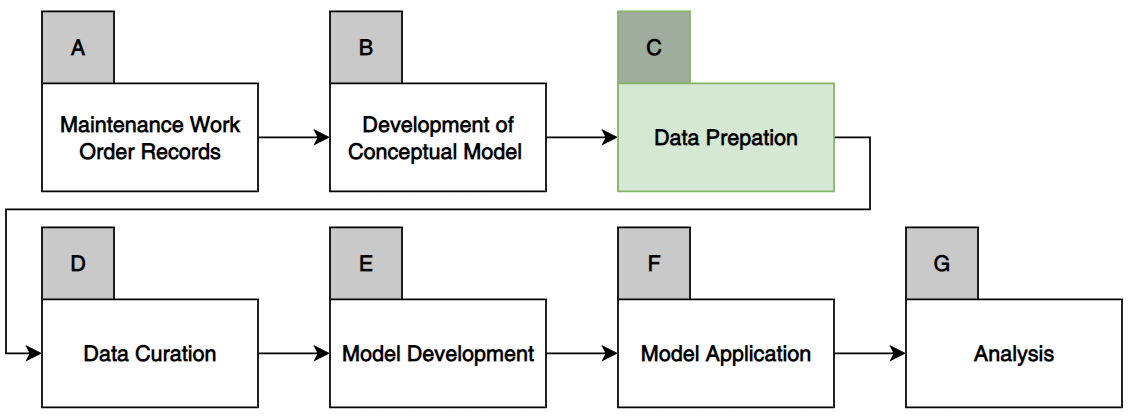 A
Maintenance Work
Order Records
B
Development of
Conceptual Model
C
Data Prepation
D
Data Curation
E
Model Development
F
Model Application
G
Analysis